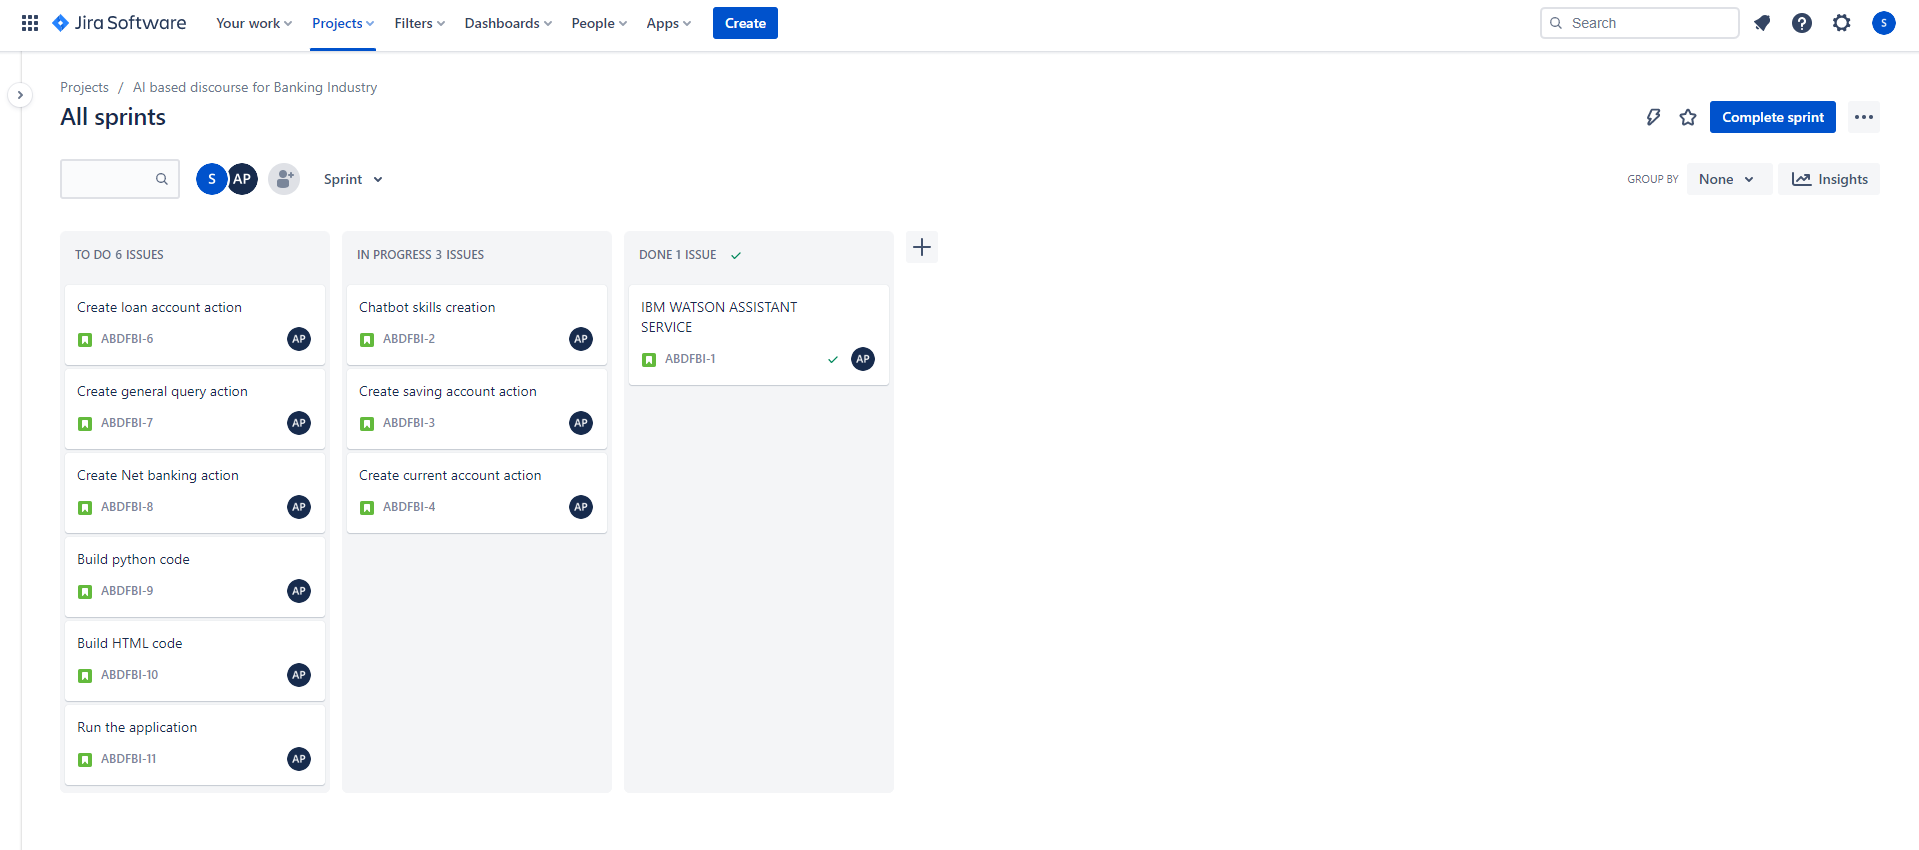 Jira Software Your work Projects Filters Dashboards People Apps Create Search S
Projects / AI based discourse for Banking Industry
All sprints
Complete sprint
S AP Sprint GROUP BY None Insights
TO DO 6 ISSUES
Create loan account action
ABDFBI-6 AP
Create general query action
ABDFBI-7 AP
Create Net banking action
ABDFBI-8 AP
Build python code
ABDFBI-9 AP
Build HTML code
ABDFBI-10 AP
Run the application
ABDFBI-11 AP
IN PROGRESS 3 ISSUES
Chatbot skills creation
ABDFBI-2 AP
Create saving account action
ABDFBI-3 AP
Create current account action
ABDFBI-4 AP
DONE 1 ISSUE
IBM WATSON ASSISTANT
SERVICE
ABDFBI-1 AP